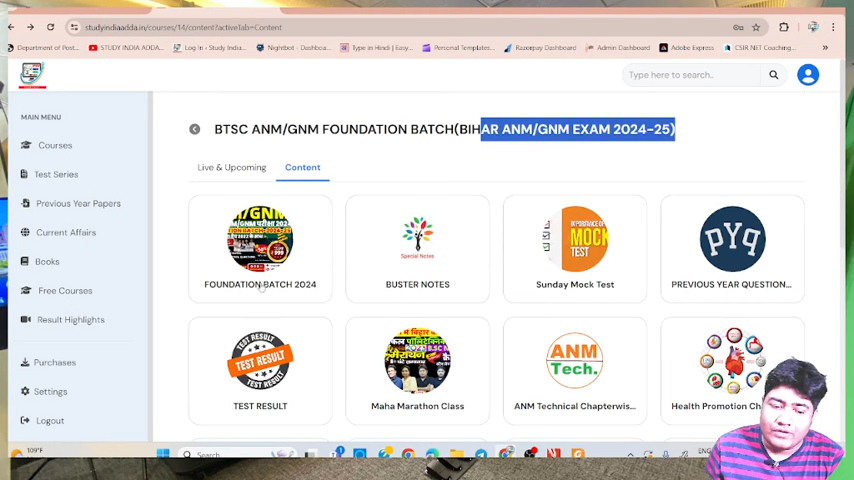 studyindiaadda.in/courses/14/content?activeTab=Content
Department of Post...
STUDY INDIA ADDA...
Log In ‹ Study India...
Nightbot - Dashboa...
Type in Hindi | Easy...
Personal Templates...
Razorpay Dashboard
Admin Dashboard
Adobe Express
CSIR NET Coaching...
Type here to search..
MAIN MENU
Courses
Test Series
Previous Year Papers
Current Affairs
Books
Free Courses
Result Highlights
Purchases
Settings
Logout
BTSC ANM/GNM FOUNDATION BATCH(BIHAR ANM/GNM EXAM 2024-25)
Live & Upcoming
Content
FOUNDATION BATCH 2024
Special Notes
BUSTER NOTES
MOCK
TEST
Sunday Mock Test
PYQ
PREVIOUS YEAR QUESTION...
TEST RESULT
TEST RESULT
Maha Marathon Class
ANM
Tech.
ANM Technical Chapterwis...
Health Promotion Ch
109°F
Search
ENG